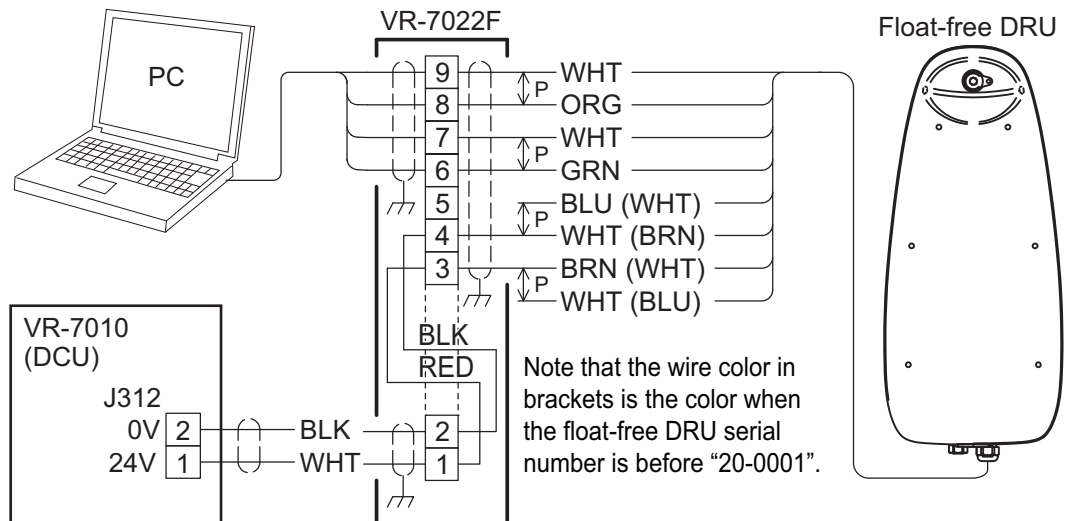 VR-7022F
Float-free DRU
PC
9 WHT
P
8 ORG
7 WHT
P
6 GRN
5 BLU (WHT)
P
4 WHT (BRN)
3 BRN (WHT)
P
WHT (BLU)
VR-7010
(DCU)
BLK
RED
Note that the wire color in
brackets is the color when
the float-free DRU serial
number is before “20-0001”.
J312
0V 2 BLK 2
24V 1 WHT 1